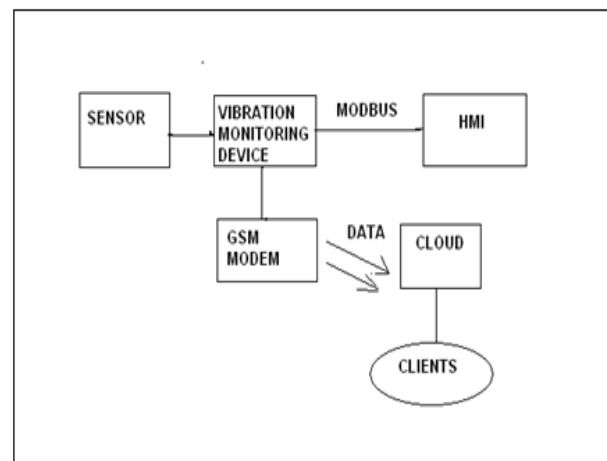 SENSOR
VIBRATION
MONITORING
DEVICE
MODBUS
HMI
GSM
MODEM
DATA
CLOUD
CLIENTS